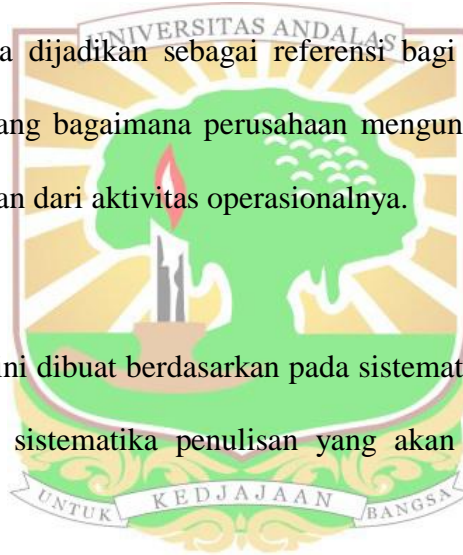 UNIVERSITAS ANDALAS
a dijadikan sebagai referensi bagi
ang bagaimana perusahaan mengun
an dari aktivitas operasionalnya.
ini dibuat berdasarkan pada sistemat
sistematika penulisan yang akan
UNTUK KEDJAJAAN BANGSA